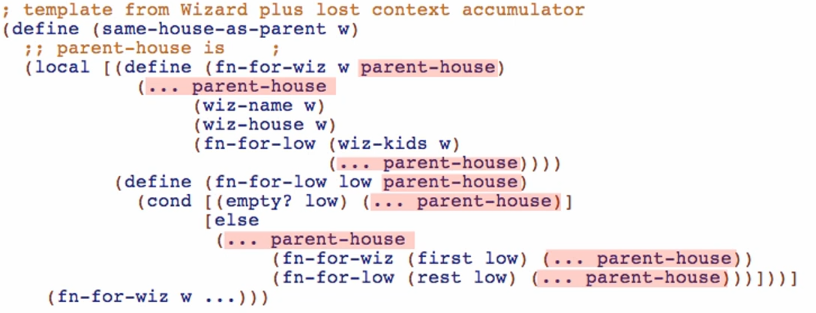 ; template from Wizard plus lost context accumulator
(define (same-house-as-parent w)
  ;; parent-house is    ;
  (local [(define (fn-for-wiz w parent-house)
            (... parent-house
                 (wiz-name w)
                 (wiz-house w)
                 (fn-for-low (wiz-kids w)
                             (... parent-house))))
          (define (fn-for-low low parent-house)
            (cond [(empty? low) (... parent-house)]
                  [else
                   (... parent-house
                        (fn-for-wiz (first low) (... parent-house))
                        (fn-for-low (rest low) (... parent-house)))]))]
    (fn-for-wiz w ...)))